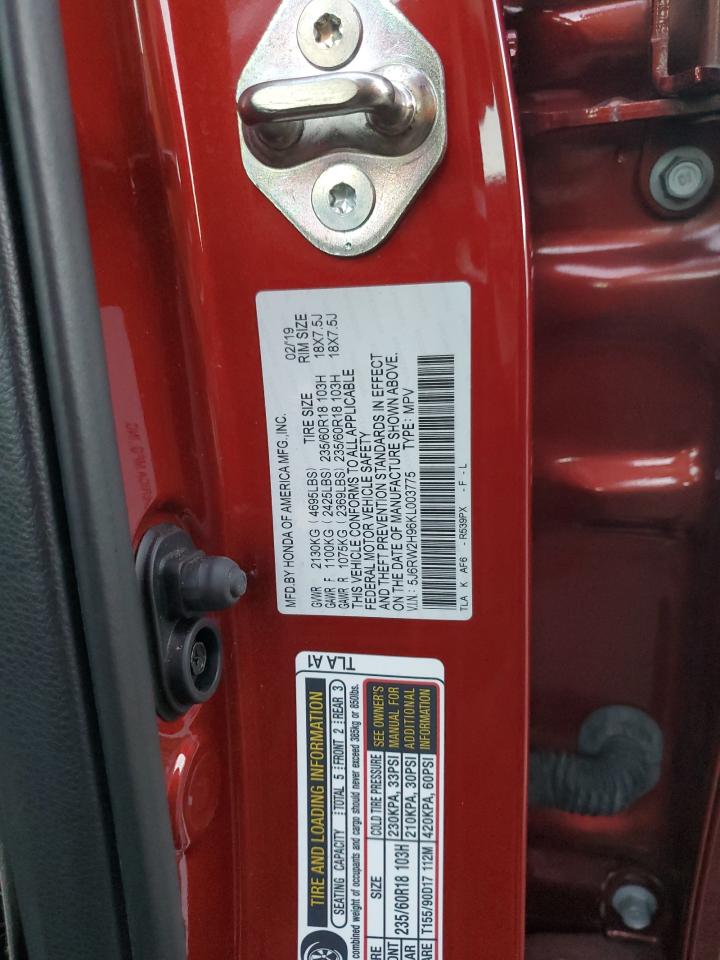 MFD.BY HONDA OF AMERICA MFG.,INC. 02/19
GVWR 2130KG ( 4695LBS) TIRE SIZE RIM SIZE
GAWR F 1100KG ( 2425LBS) 235/60R18 103H 18X7.5J
GAWR R 1075KG ( 2369LBS) 235/60R18 103H 18X7.5J
THIS VEHICLE CONFORMS TO ALL APPLICABLE
FEDERAL MOTOR VEHICLE SAFETY
AND THEFT PREVENTION STANDARDS IN EFFECT
ON THE DATE OF MANUFACTURE SHOWN ABOVE.
V.I.N.: 5J6RW2H96KL003775 TYPE: MPV
TLA K AF6 - R539PX - F - L
TLA A1
TIRE AND LOADING INFORMATION
SEATING CAPACITY TOTAL 5 FRONT 2 REAR 3
combined weight of occupants and cargo should never exceed 385kg or 850lbs.
SIZE COLD TIRE PRESSURE SEE OWNER'S
235/60R18 103H 230KPA, 33PSI MANUAL FOR
210KPA, 30PSI ADDITIONAL
T155/90D17 112M 420KPA, 60PSI INFORMATION